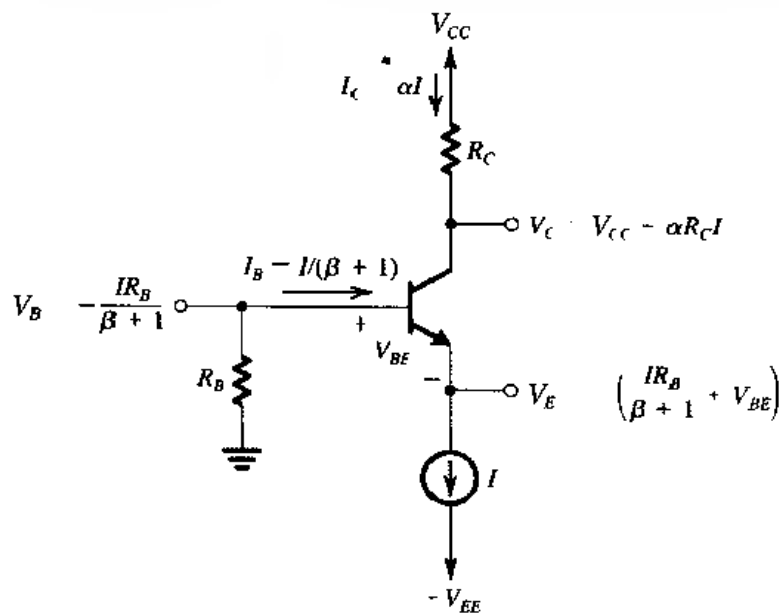 V_CC
I_C αI
R_C
V_C V_CC - αR_C I
I_B - I/(β + 1)
V_B - IR_B / β + 1
+
V_BE
R_B
-
V_E (IR_B / β + 1 + V_BE)
I
- V_EE